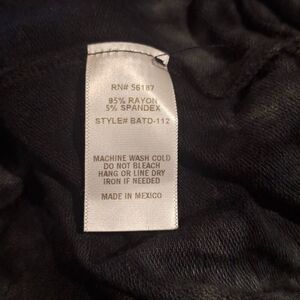 RN# 56187
95% RAYON
5% SPANDEX
STYLE# BATD-112
MACHINE WASH COLD
DO NOT BLEACH
HANG OR LINE DRY
IRON IF NEEDED
MADE IN MEXICO